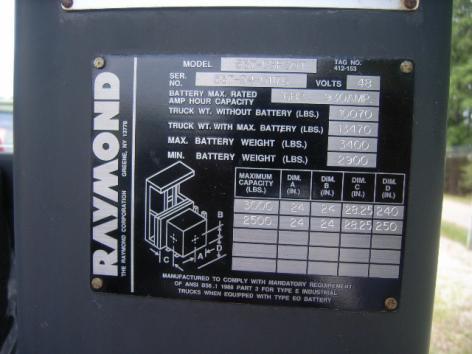 MODEL
TAG NO.
412-153
SER.
NO.
VOLTS 48
BATTERY MAX. RATED
AMP HOUR CAPACITY 930AMP
TRUCK WT. WITHOUT BATTERY (LBS.) 10070
TRUCK WT. WITH MAX. BATTERY (LBS.) 13470
MAX. BATTERY WEIGHT (LBS.) 3400
MIN. BATTERY WEIGHT (LBS.) 2900
RAYMOND
THE RAYMOND CORPORATION GREENE, NY 13778
MAXIMUM CAPACITY (LBS.) DIM. A (IN.) DIM. B (IN.) DIM. C (IN.) DIM. D (IN.)
3000 24 24 28.25 240
2500 24 24 28.25 250
B
D
A
C
MANUFACTURED TO COMPLY WITH MANDATORY REQUIREMENT
OF ANSI B56.1 1988 PART 3 FOR TYPE E INDUSTRIAL
TRUCKS WHEN EQUIPPED WITH TYPE EO BATTERY